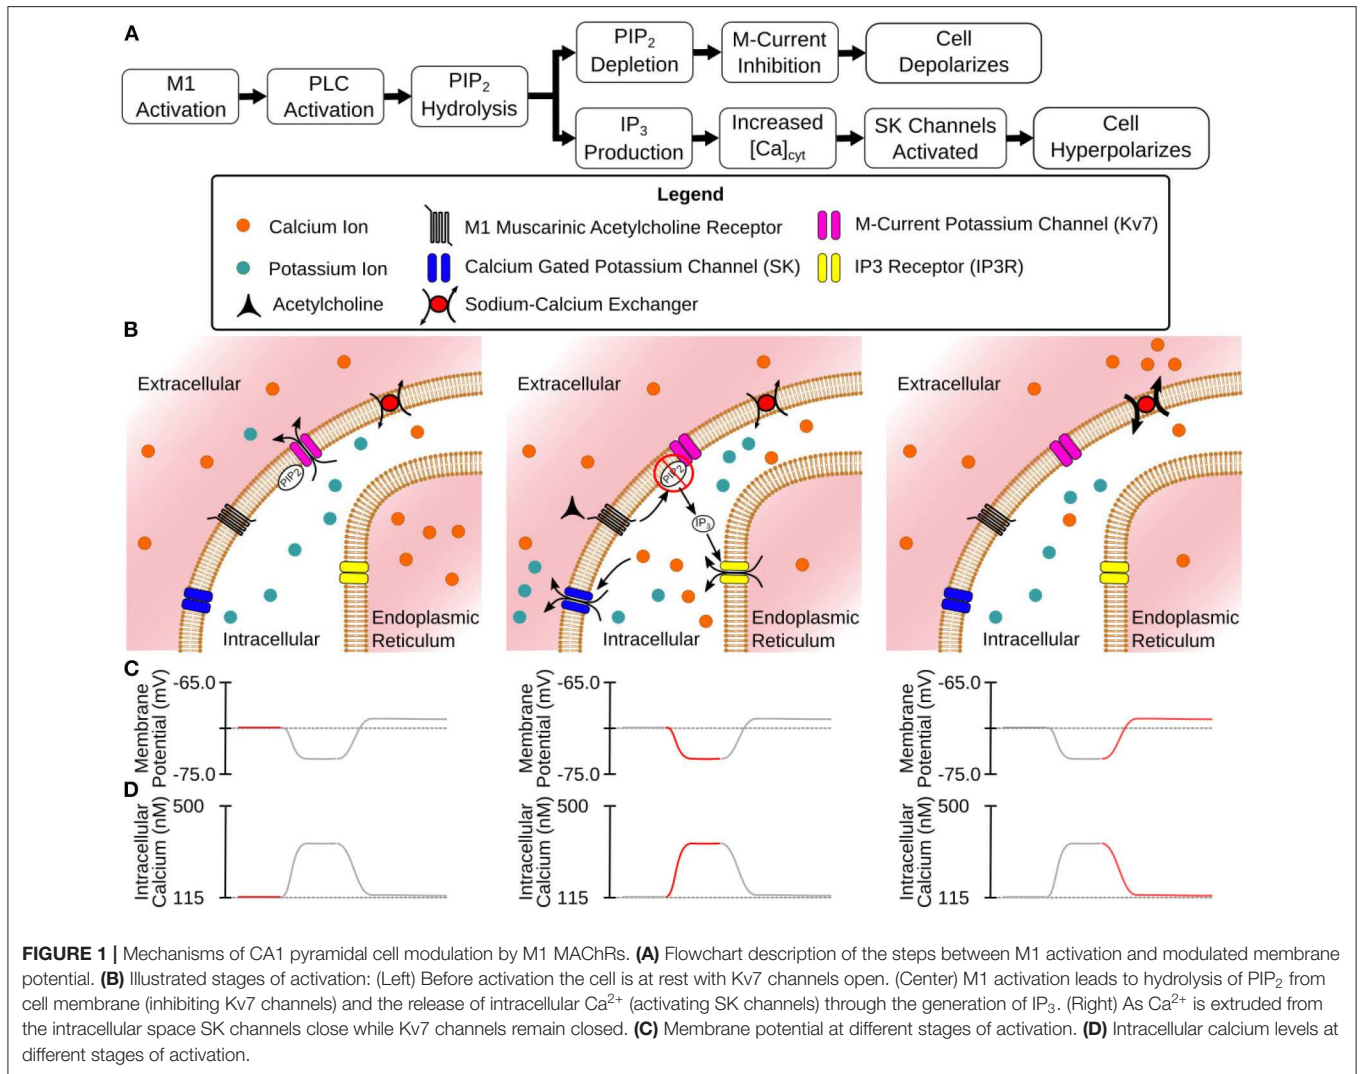 A
M1
Activation
PLC
Activation
PIP2
Hydrolysis
PIP2
Depletion
M-Current
Inhibition
Cell
Depolarizes
IP3
Production
Increased
[Ca]cyt
SK Channels
Activated
Cell
Hyperpolarizes
Legend
Calcium Ion
M1 Muscarinic Acetylcholine Receptor
M-Current Potassium Channel (Kv7)
Potassium Ion
Calcium Gated Potassium Channel (SK)
IP3 Receptor (IP3R)
Acetylcholine
Sodium-Calcium Exchanger
B
Extracellular
PIP2
Intracellular
Endoplasmic
Reticulum
Extracellular
PIP2
IP3
Intracellular
Endoplasmic
Reticulum
Extracellular
Intracellular
Endoplasmic
Reticulum
C
Membrane
Potential (mV)
-65.0
-75.0
Membrane
Potential (mV)
-65.0
-75.0
Membrane
Potential (mV)
-65.0
-75.0
D
Intracellular
Calcium (nM)
500
115
Intracellular
Calcium (nM)
500
115
Intracellular
Calcium (nM)
500
115
FIGURE 1 | Mechanisms of CA1 pyramidal cell modulation by M1 MAChRs. (A) Flowchart description of the steps between M1 activation and modulated membrane
potential. (B) Illustrated stages of activation: (Left) Before activation the cell is at rest with Kv7 channels open. (Center) M1 activation leads to hydrolysis of PIP2 from
cell membrane (inhibiting Kv7 channels) and the release of intracellular Ca2+ (activating SK channels) through the generation of IP3. (Right) As Ca2+ is extruded from
the intracellular space SK channels close while Kv7 channels remain closed. (C) Membrane potential at different stages of activation. (D) Intracellular calcium levels at
different stages of activation.